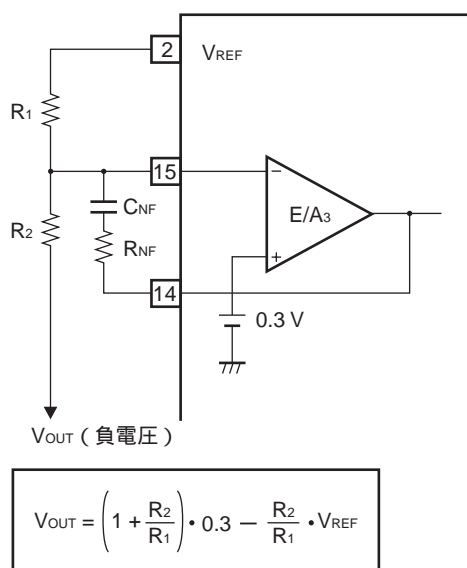 2
VREF
R1
15
−
CNF
E/A3
R2
RNF
+
14
0.3 V
VOUT（負電圧）
VOUT = (1 + R2/R1) • 0.3 − R2/R1 • VREF